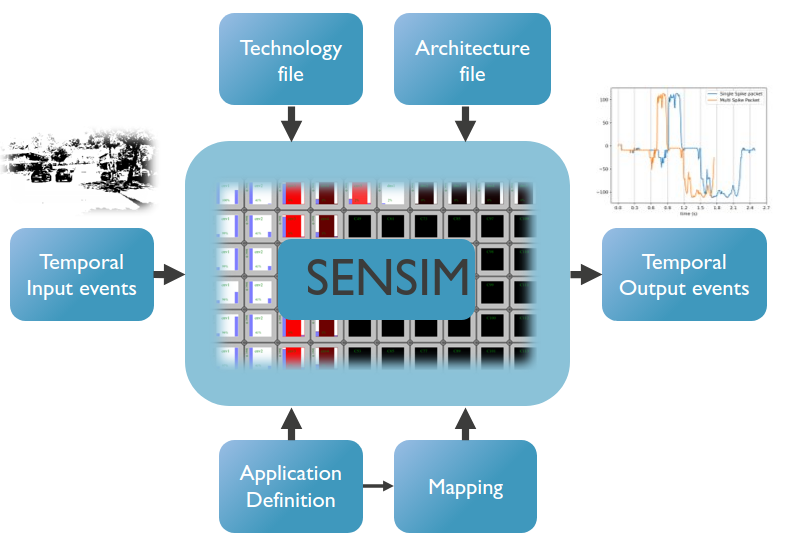 Technology
file
Architecture
file
Single Spike packet
Multi Spike Packet
100
50
0
−50
−100
0.0 0.3 0.6 0.9 1.2 1.5 1.8 2.1 2.4 2.7
time (s)
Temporal
Input events
SENSIM
Temporal
Output events
Application
Definition
Mapping